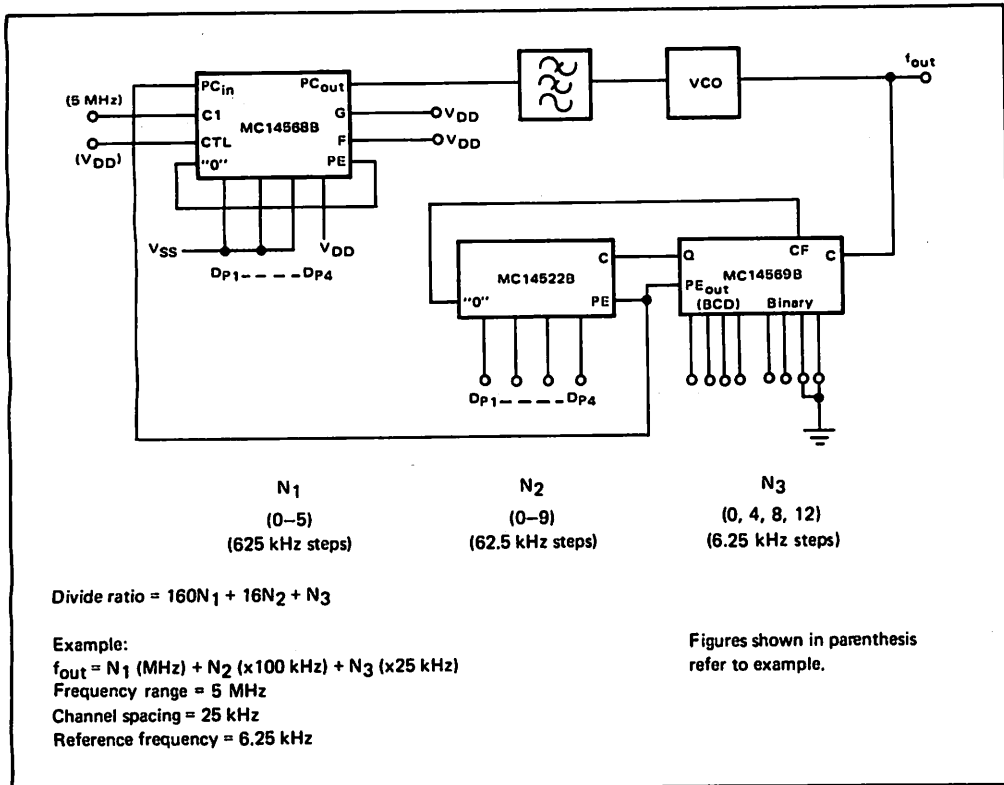 PCin PCout
(5 MHz) C1 G VDD
MC14568B
(VDD) CTL F VDD
"0" PE
VSS VDD
DP1 - - - - DP4
VCO
fout
C Q CF C
MC14522B MC14569B
"0" PE PEout
(BCD) Binary
DP1 - - - - DP4
N1 N2 N3
(0–5) (0–9) (0, 4, 8, 12)
(625 kHz steps) (62.5 kHz steps) (6.25 kHz steps)
Divide ratio = 160N1 + 16N2 + N3
Example:
fout = N1 (MHz) + N2 (x100 kHz) + N3 (x25 kHz)
Frequency range = 5 MHz
Channel spacing = 25 kHz
Reference frequency = 6.25 kHz
Figures shown in parenthesis
refer to example.